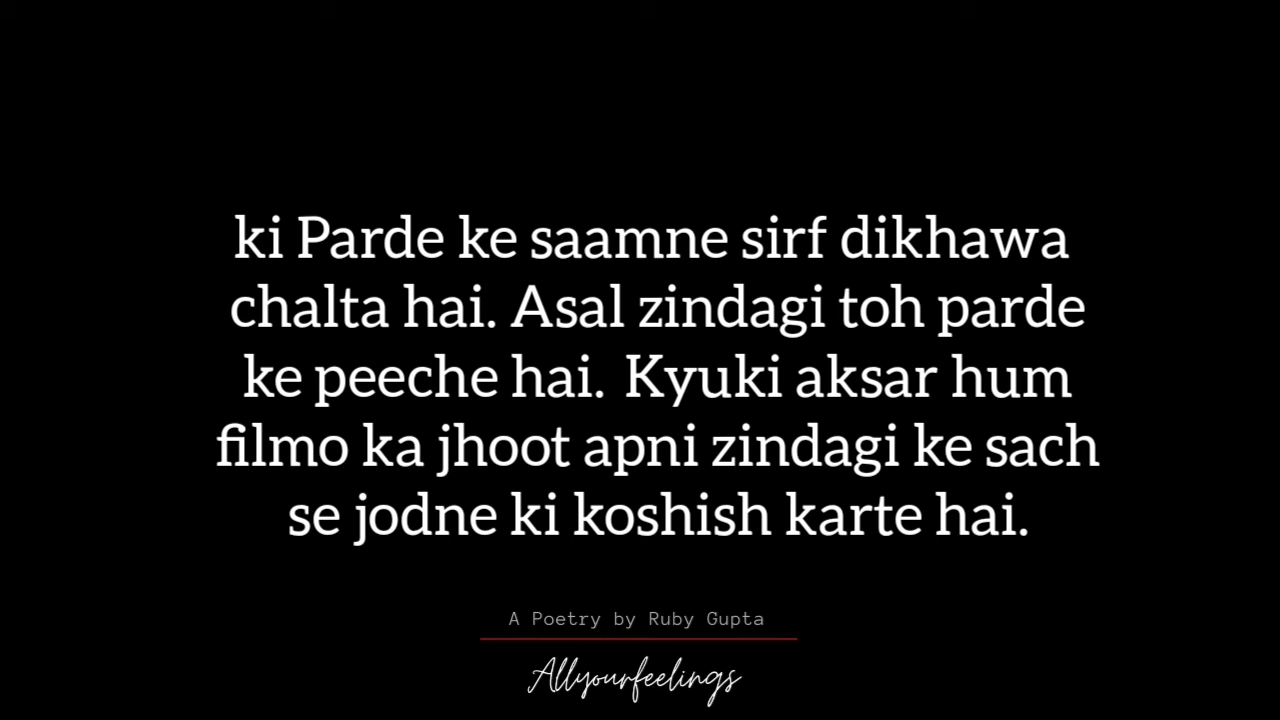 ki Parde ke saamne sirf dikhawa
chalta hai. Asal zindagi toh parde
ke peeche hai. Kyuki aksar hum
filmo ka jhoot apni zindagi ke sach
se jodne ki koshish karte hai.
A Poetry by Ruby Gupta
Allyourfeelings